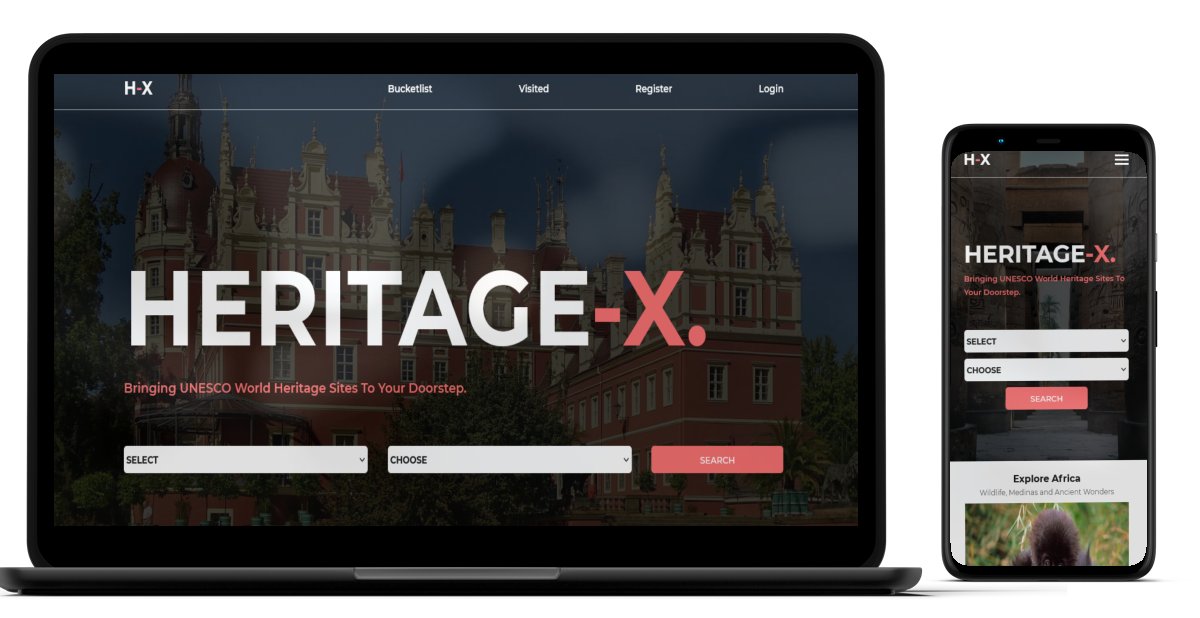 H-X
Bucketlist
Visited
Register
Login
HERITAGE-X.
Bringing UNESCO World Heritage Sites To Your Doorstep.
SELECT
CHOOSE
SEARCH
H-X
HERITAGE-X.
Bringing UNESCO World Heritage Sites To
Your Doorstep.
SELECT
CHOOSE
SEARCH
Explore Africa
Wildlife, Medinas and Ancient Wonders